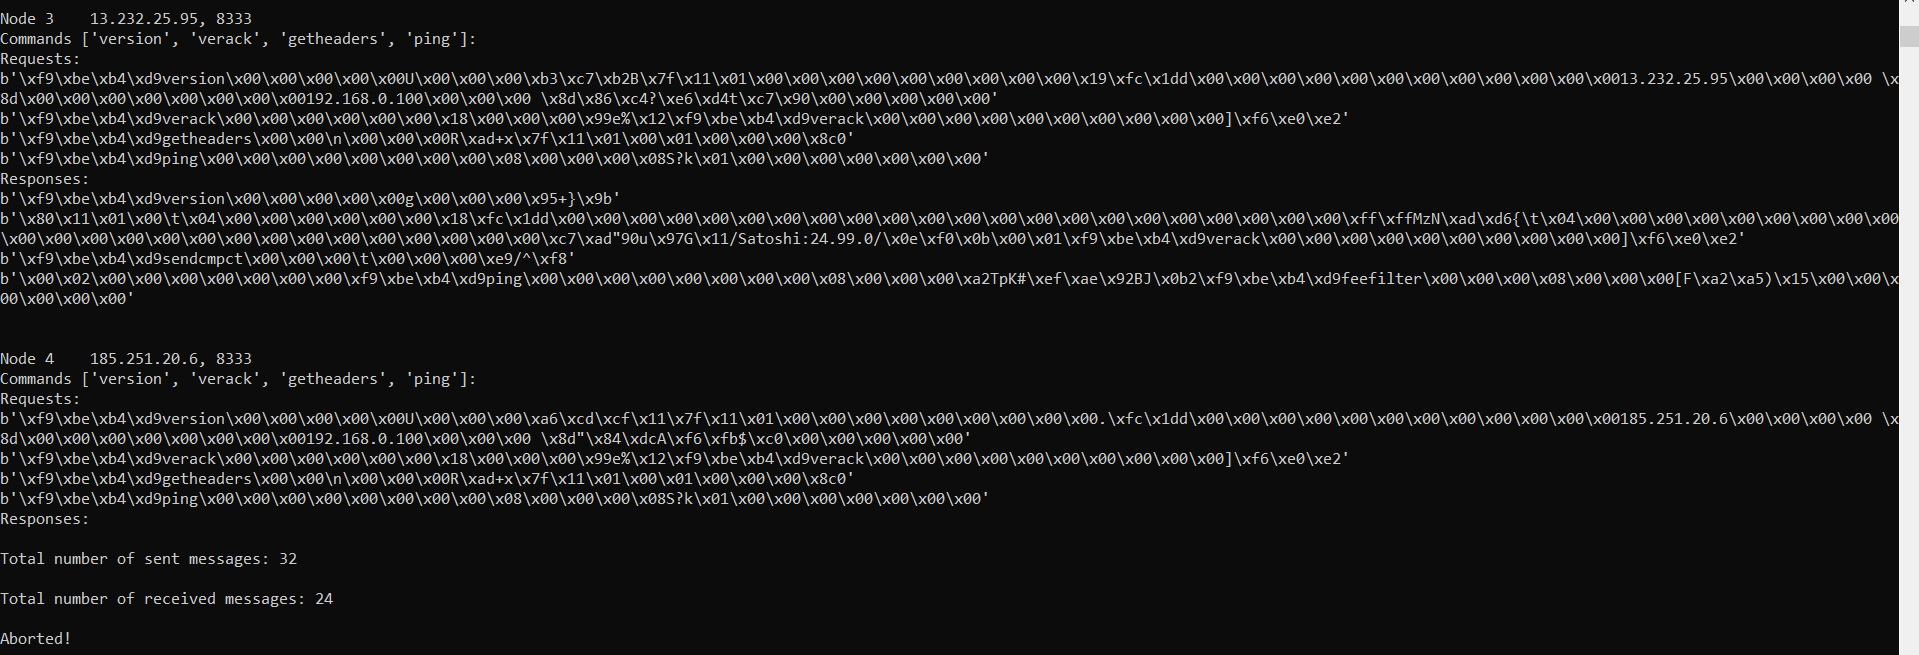 Node 3    13.232.25.95, 8333
Commands ['version', 'verack', 'getheaders', 'ping']:
Requests:
b'\xf9\xbe\xb4\xd9version\x00\x00\x00\x00\x00U\x00\x00\x00\xb3\xc7\xb2B\x7f\x11\x01\x00\x00\x00\x00\x00\x00\x00\x00\x00\x19\xfc\x1dd\x00\x00\x00\x00\x00\x00\x00\x00\x00\x00\x00\x0013.232.25.95\x00\x00\x00\x00 \x
8d\x00\x00\x00\x00\x00\x00\x00192.168.0.100\x00\x00\x00 \x8d\x86\xc4?\xe6\xd4t\xc7\x90\x00\x00\x00\x00\x00'
b'\xf9\xbe\xb4\xd9verack\x00\x00\x00\x00\x00\x00\x18\x00\x00\x00\x99e%\x12\xf9\xbe\xb4\xd9verack\x00\x00\x00\x00\x00\x00\x00\x00\x00\x00]\xf6\xe0\xe2'
b'\xf9\xbe\xb4\xd9getheaders\x00\x00\n\x00\x00\x00R\xad+x\x7f\x11\x01\x00\x01\x00\x00\x00\x8c0'
b'\xf9\xbe\xb4\xd9ping\x00\x00\x00\x00\x00\x00\x00\x00\x08\x00\x00\x00\x08S?k\x01\x00\x00\x00\x00\x00\x00\x00'
Responses:
b'\xf9\xbe\xb4\xd9version\x00\x00\x00\x00\x00g\x00\x00\x00\x95+}\x9b'
b'\x80\x11\x01\x00\t\x04\x00\x00\x00\x00\x00\x00\x18\xfc\x1dd\x00\x00\x00\x00\x00\x00\x00\x00\x00\x00\x00\x00\x00\x00\x00\x00\x00\x00\x00\x00\x00\x00\xff\xffMzN\xad\xd6{\t\x04\x00\x00\x00\x00\x00\x00\x00\x00\x00
\x00\x00\x00\x00\x00\x00\x00\x00\x00\x00\x00\x00\x00\x00\x00\xc7\xad"90u\x97G\x11/Satoshi:24.99.0/\x0e\xf0\x0b\x00\x01\xf9\xbe\xb4\xd9verack\x00\x00\x00\x00\x00\x00\x00\x00\x00\x00]\xf6\xe0\xe2'
b'\xf9\xbe\xb4\xd9sendcmpct\x00\x00\x00\t\x00\x00\x00\xe9/^\xf8'
b'\x00\x02\x00\x00\x00\x00\x00\x00\x00\xf9\xbe\xb4\xd9ping\x00\x00\x00\x00\x00\x00\x00\x00\x08\x00\x00\x00\xa2TpK#\xef\xae\x92BJ\x0b2\xf9\xbe\xb4\xd9feefilter\x00\x00\x00\x08\x00\x00\x00[F\xa2\xa5)\x15\x00\x00\x
00\x00\x00\x00'
Node 4    185.251.20.6, 8333
Commands ['version', 'verack', 'getheaders', 'ping']:
Requests:
b'\xf9\xbe\xb4\xd9version\x00\x00\x00\x00\x00U\x00\x00\x00\xa6\xcd\xcf\x11\x7f\x11\x01\x00\x00\x00\x00\x00\x00\x00\x00\x00.\xfc\x1dd\x00\x00\x00\x00\x00\x00\x00\x00\x00\x00\x00\x00185.251.20.6\x00\x00\x00\x00 \x
8d\x00\x00\x00\x00\x00\x00\x00192.168.0.100\x00\x00\x00 \x8d"\x84\xdcA\xf6\xfb$\xc0\x00\x00\x00\x00\x00'
b'\xf9\xbe\xb4\xd9verack\x00\x00\x00\x00\x00\x00\x18\x00\x00\x00\x99e%\x12\xf9\xbe\xb4\xd9verack\x00\x00\x00\x00\x00\x00\x00\x00\x00\x00]\xf6\xe0\xe2'
b'\xf9\xbe\xb4\xd9getheaders\x00\x00\n\x00\x00\x00R\xad+x\x7f\x11\x01\x00\x01\x00\x00\x00\x8c0'
b'\xf9\xbe\xb4\xd9ping\x00\x00\x00\x00\x00\x00\x00\x00\x08\x00\x00\x00\x08S?k\x01\x00\x00\x00\x00\x00\x00\x00'
Responses:
Total number of sent messages: 32
Total number of received messages: 24
Aborted!